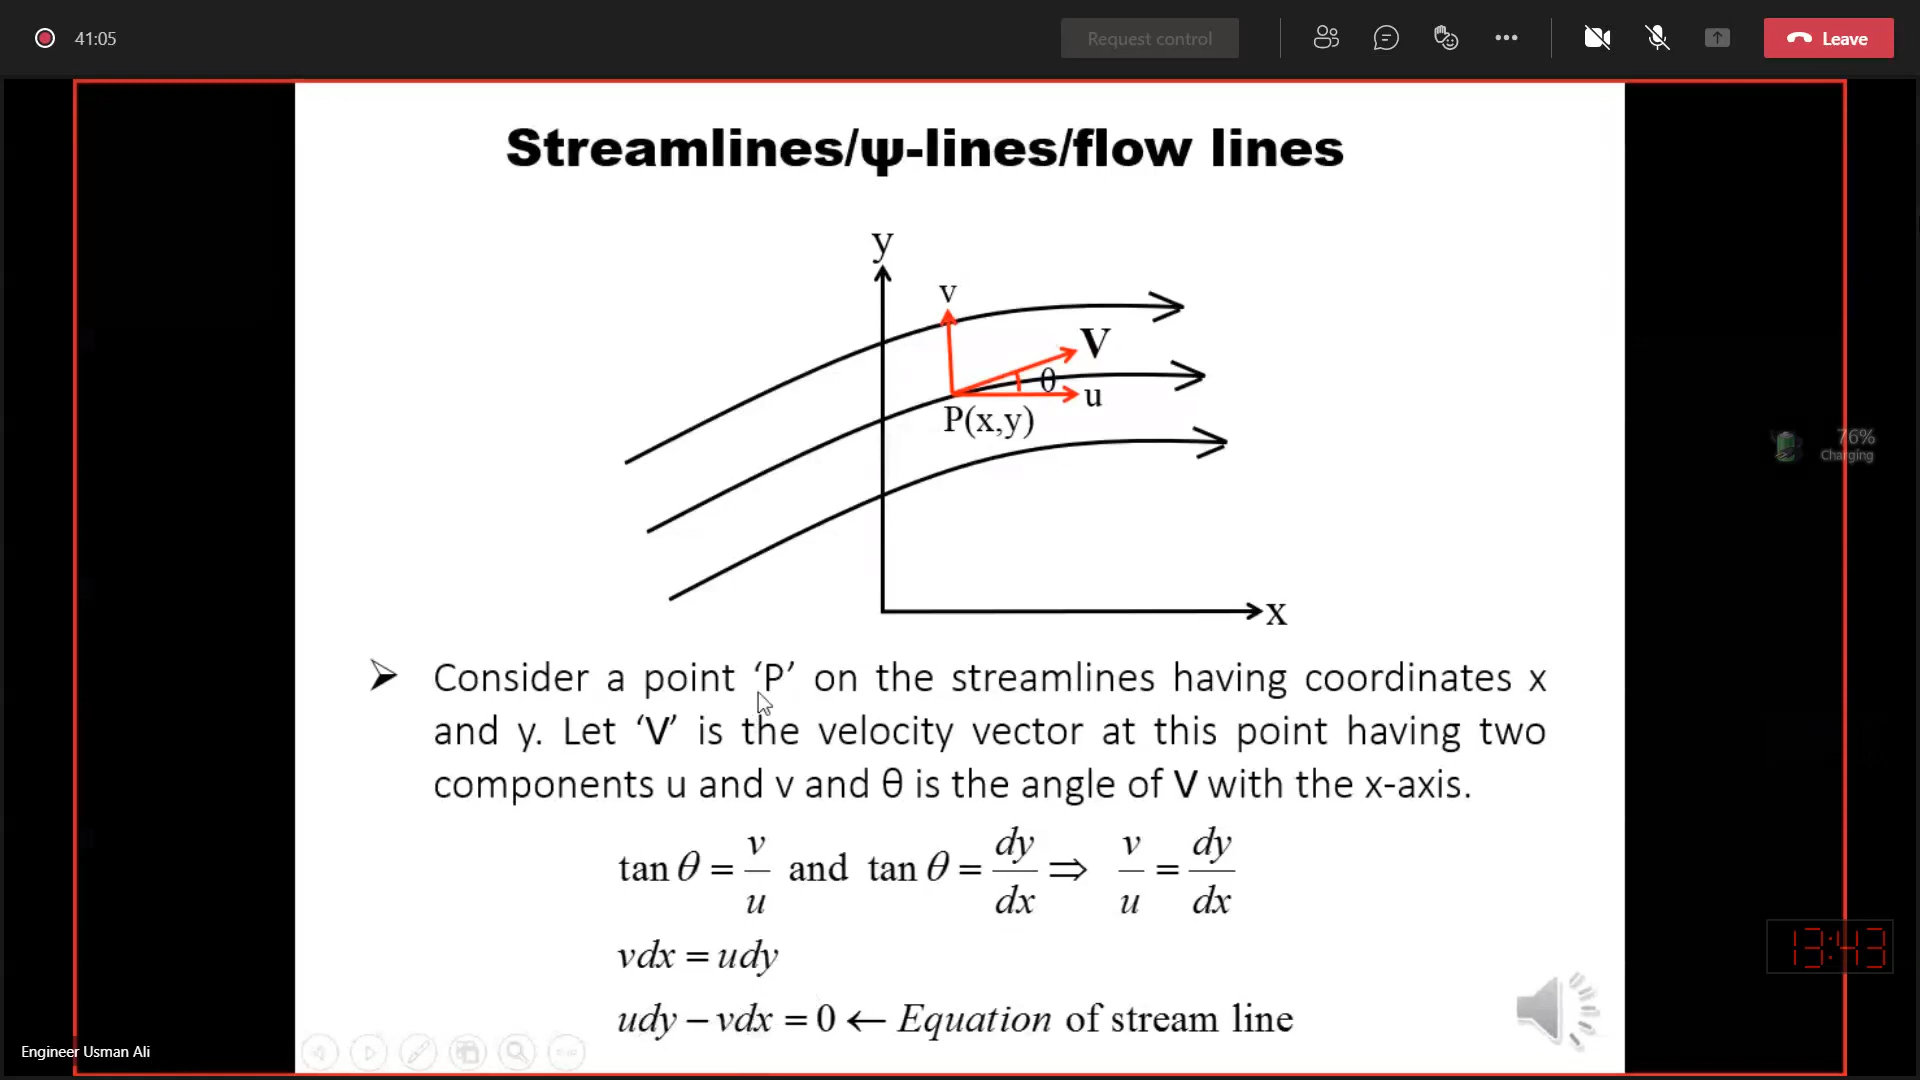 41:05
Request control
Leave
Streamlines/ψ-lines/flow lines
y
v
V
θ
u
P(x,y)
x
76%
Charging
➢ Consider a point ‘P’ on the streamlines having coordinates x
and y. Let ‘V’ is the velocity vector at this point having two
components u and v and θ is the angle of V with the x-axis.
tan θ = v/u and tan θ = dy/dx ⇒ v/u = dy/dx
vdx = udy
udy – vdx = 0 ← Equation of stream line
13:43
Engineer Usman Ali